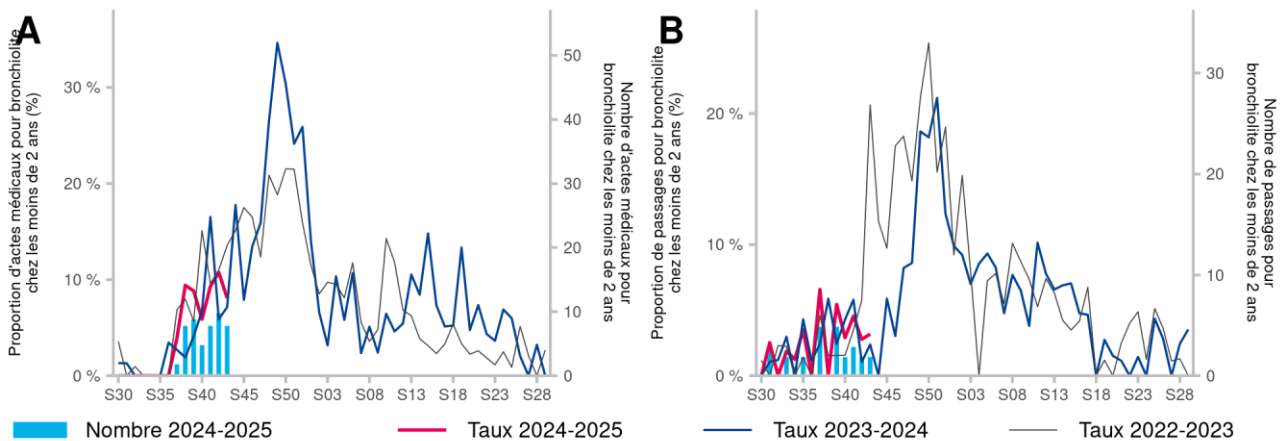 A
Proportion d'actes médicaux pour bronchiolite
chez les moins de 2 ans (%)
30 %
20 %
10 %
0 %
50
40
30
20
10
0
Nombre d'actes médicaux pour
bronchiolite chez les moins de 2 ans
S30 S35 S40 S45 S50 S03 S08 S13 S18 S23 S28
B
Proportion de passages pour bronchiolite
chez les moins de 2 ans (%)
20 %
10 %
0 %
30
20
10
0
Nombre de passages pour
bronchiolite chez les moins de 2 ans
S30 S35 S40 S45 S50 S03 S08 S13 S18 S23 S28
Nombre 2024-2025 Taux 2024-2025 Taux 2023-2024 Taux 2022-2023